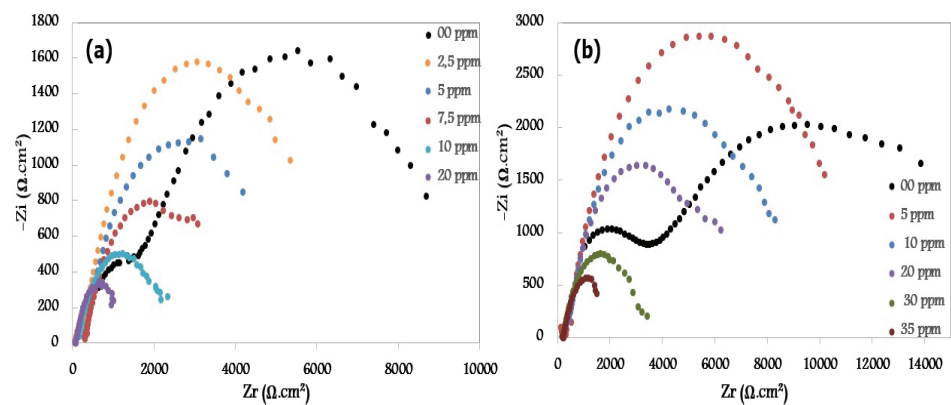 (a)
1800
1600
1400
1200
1000
800
600
400
200
0
−Zi (Ω.cm²)
0 2000 4000 6000 8000 10000
Zr (Ω.cm²)
00 ppm
2,5 ppm
5 ppm
7,5 ppm
10 ppm
20 ppm
(b)
3000
2500
2000
1500
1000
500
0
−Zi (Ω.cm²)
0 2000 4000 6000 8000 10000 12000 14000
Zr (Ω.cm²)
00 ppm
5 ppm
10 ppm
20 ppm
30 ppm
35 ppm